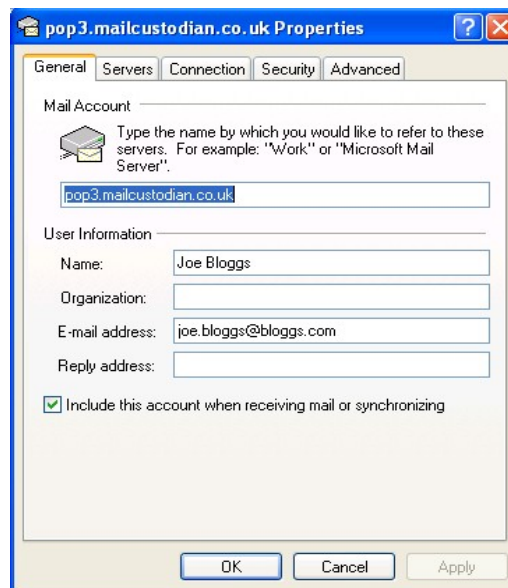 pop3.mailcustodian.co.uk Properties
General Servers Connection Security Advanced
Mail Account
Type the name by which you would like to refer to these
servers. For example: "Work" or "Microsoft Mail
Server".
pop3.mailcustodian.co.uk
User Information
Name: Joe Bloggs
Organization:
E-mail address: joe.bloggs@bloggs.com
Reply address:
Include this account when receiving mail or synchronizing
OK Cancel Apply